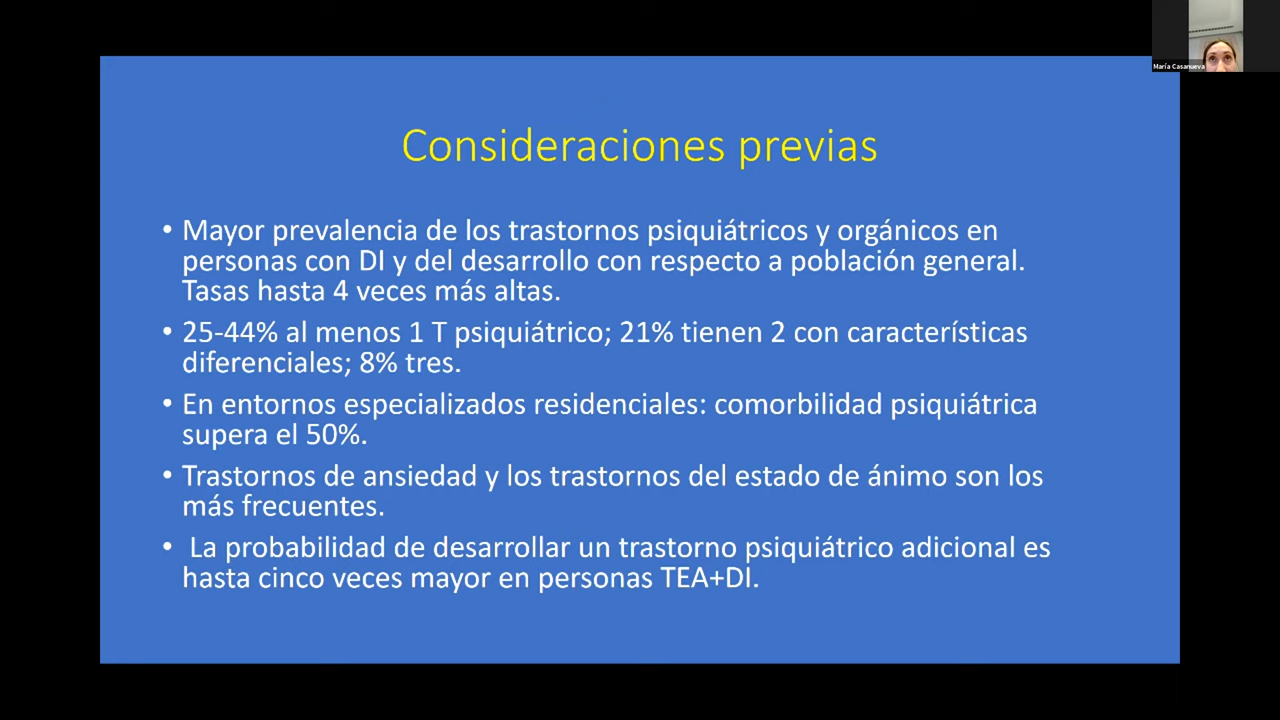 María Casanueva
Consideraciones previas
• Mayor prevalencia de los trastornos psiquiátricos y orgánicos en
personas con DI y del desarrollo con respecto a población general.
Tasas hasta 4 veces más altas.
• 25-44% al menos 1 T psiquiátrico; 21% tienen 2 con características
diferenciales; 8% tres.
• En entornos especializados residenciales: comorbilidad psiquiátrica
supera el 50%.
• Trastornos de ansiedad y los trastornos del estado de ánimo son los
más frecuentes.
• La probabilidad de desarrollar un trastorno psiquiátrico adicional es
hasta cinco veces mayor en personas TEA+DI.